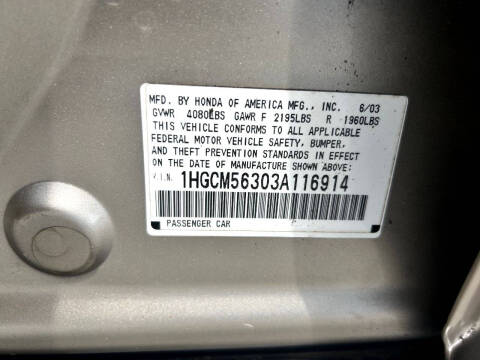 MFD. BY HONDA OF AMERICA MFG., INC. 6/03
GVWR 4080LBS GAWR F 2195LBS R 1960LBS
THIS VEHICLE CONFORMS TO ALL APPLICABLE
FEDERAL MOTOR VEHICLE SAFETY, BUMPER,
AND THEFT PREVENTION STANDARDS IN EFFECT
ON THE DATE OF MANUFACTURE SHOWN ABOVE.
V.I.N. 1HGCM56303A116914
PASSENGER CAR